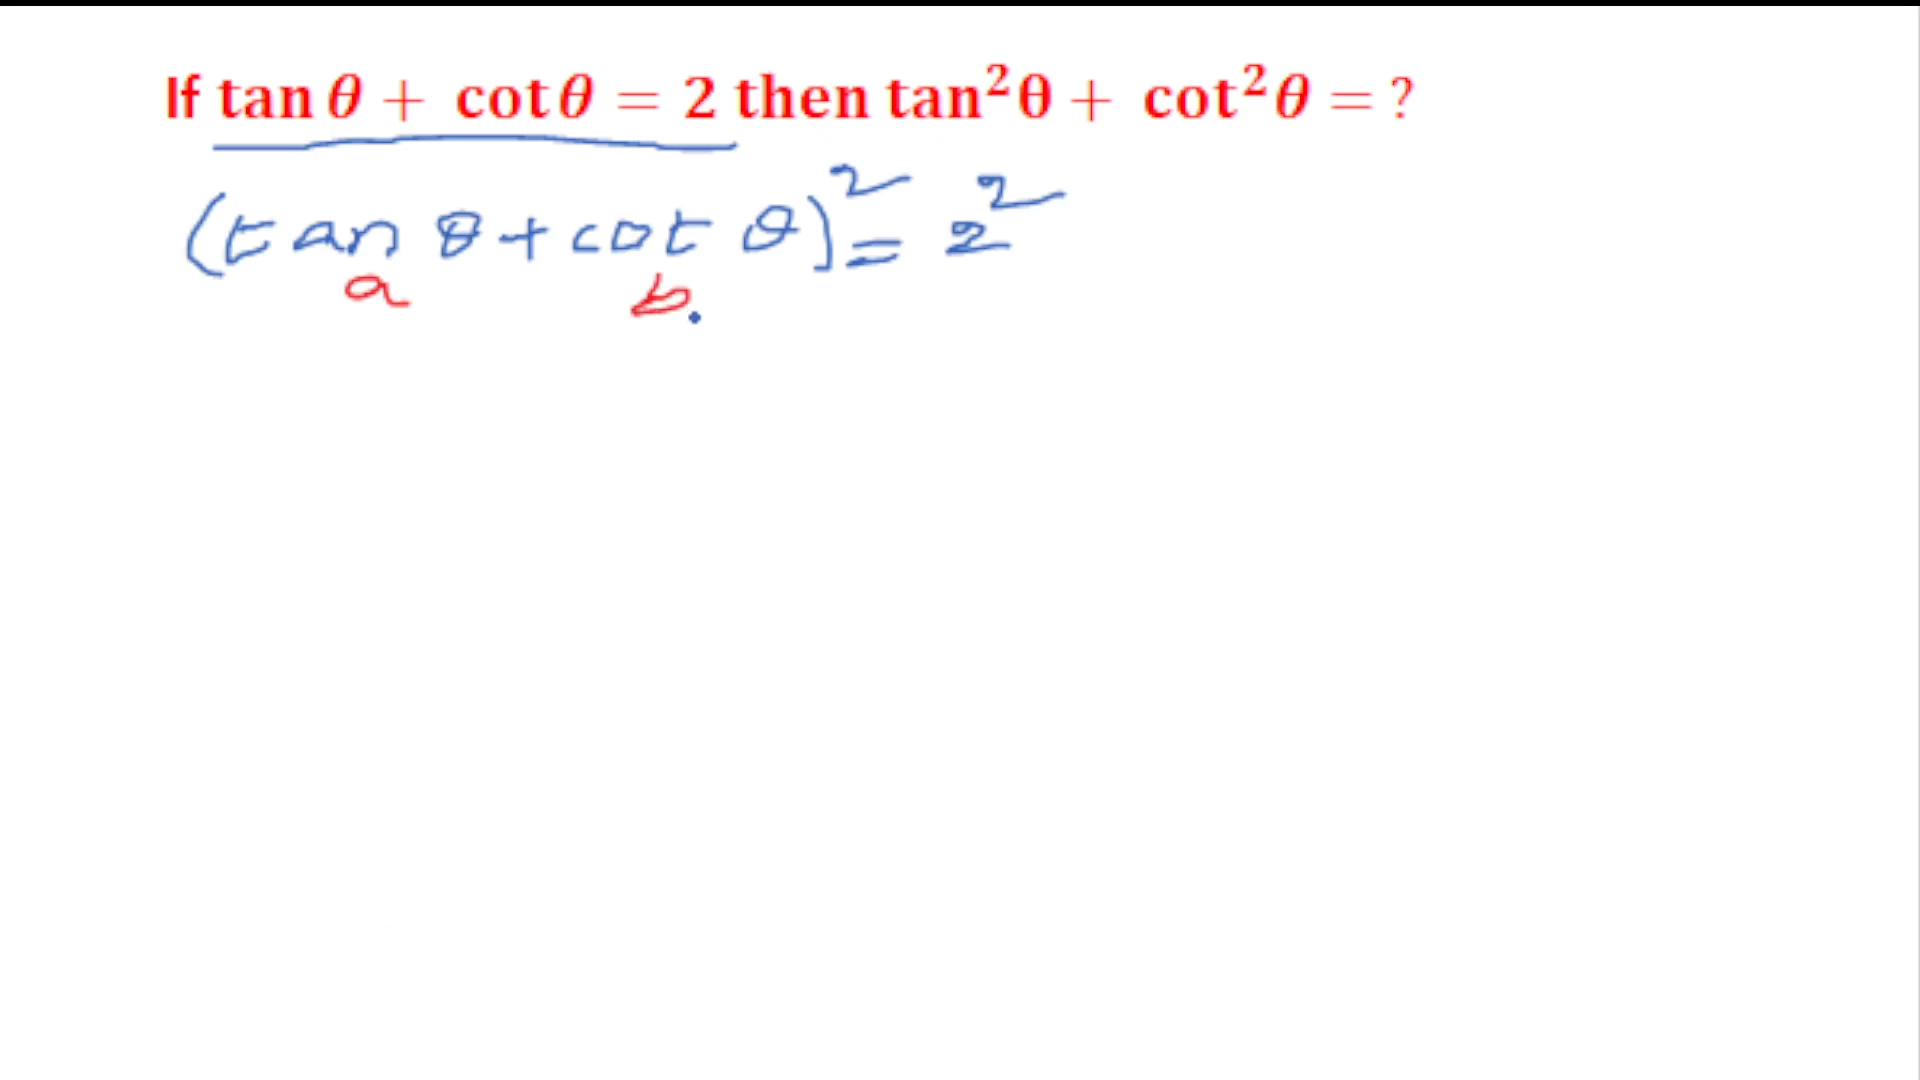 If tan θ + cot θ = 2 then tan²θ + cot²θ = ?
(tan θ + cot θ)² = 2²
a b